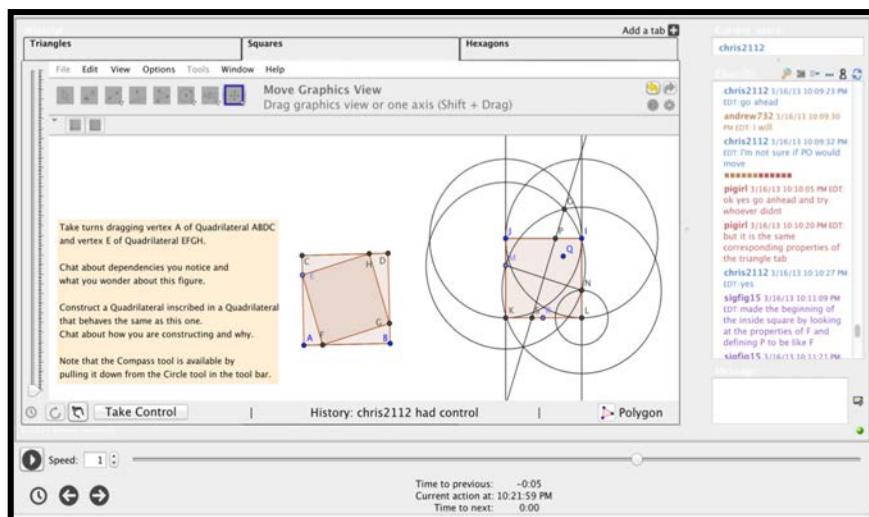 Add a tab
Triangles
Squares
Hexagons
File Edit View Options Tools Window Help
Move Graphics View
Drag graphics view or one axis (Shift + Drag)
Take turns dragging vertex A of Quadrilateral ABDC
and vertex E of Quadrilateral EFGH.
Chat about dependencies you notice and
what you wonder about this figure.
Construct a Quadrilateral inscribed in a Quadrilateral
that behaves the same as this one.
Chat about how you are constructing and why.
Note that the Compass tool is available by
pulling it down from the Circle tool in the tool bar.
C D
H
E
G
F
A B
O
J P I
Q
M
N
K L
Take Control
History: chris2112 had control
Polygon
chris2112
chris2112 3/16/13 10:09:23 PM
EDT: go ahead
andrew732 3/16/13 10:09:30
PM EDT: i will
chris2112 3/16/13 10:09:32 PM
EDT: I'm not sure if PO would
move
pigirl 3/16/13 10:10:05 PM EDT:
ok yes go anhead and try
whoever didnt
pigirl 3/16/13 10:10:20 PM EDT:
but it is the same
corresponding properties of
the triangle tab
chris2112 3/16/13 10:10:27 PM
EDT: yes
sigfig15 3/16/13 10:11:09 PM
EDT: made the beginning of
the inside square by looking
at the properties of F and
defining P to be like F
sigfig15 3/16/13 10:11:21 PM
Message:
Speed: 1
Time to previous: -0:05
Current action at: 10:21:59 PM
Time to next: 0:00